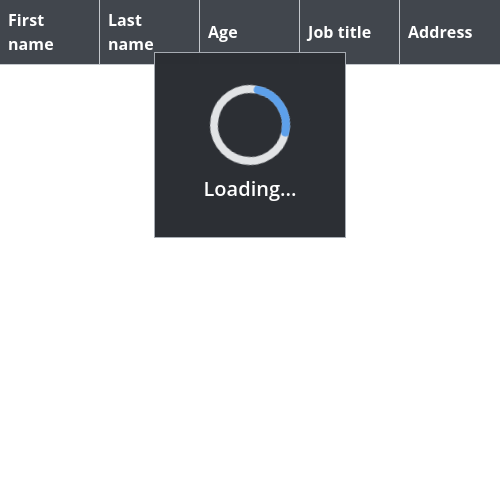 First name
Last name
Age
Job title
Address
Loading...